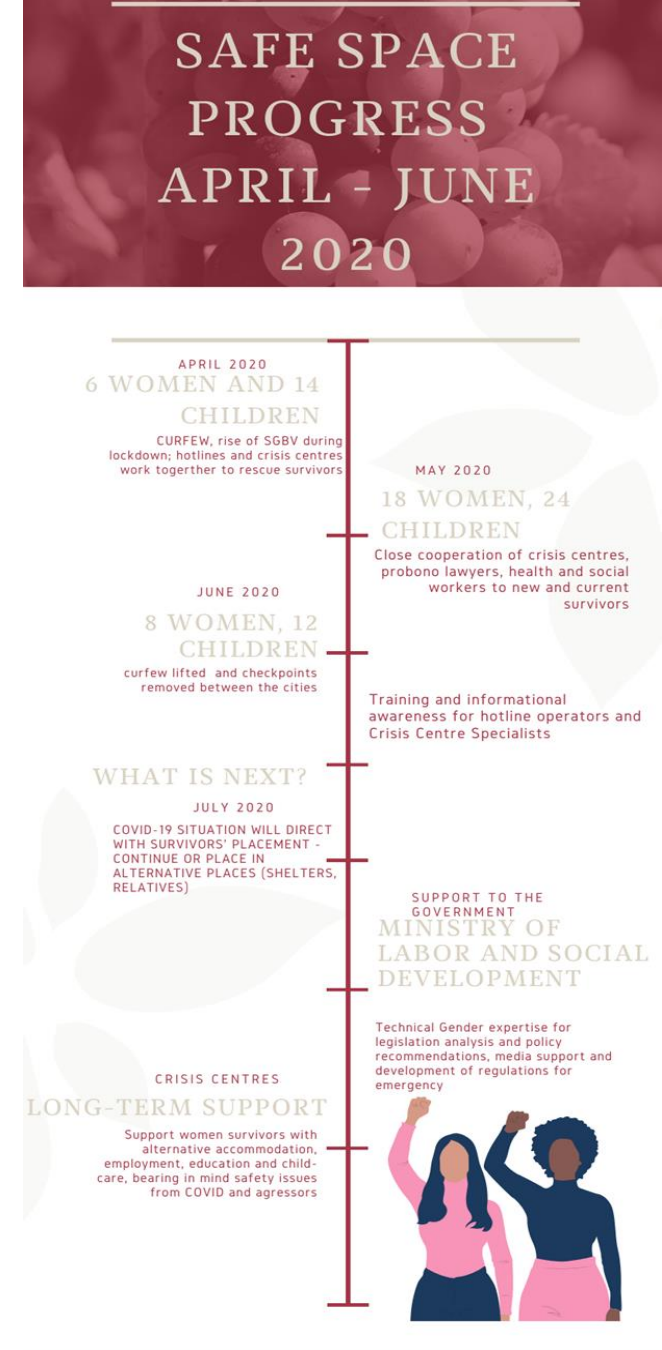 SAFE SPACE
PROGRESS
APRIL - JUNE
2020
APRIL 2020
6 WOMEN AND 14
CHILDREN
CURFEW, rise of SGBV during
lockdown; hotlines and crisis centres
work togerther to rescue survivors
MAY 2020
18 WOMEN, 24
CHILDREN
Close cooperation of crisis centres,
probono lawyers, health and social
workers to new and current
survivors
JUNE 2020
8 WOMEN, 12
CHILDREN
curfew lifted and checkpoints
removed between the cities
Training and informational
awareness for hotline operators and
Crisis Centre Specialists
WHAT IS NEXT?
JULY 2020
COVID-19 SITUATION WILL DIRECT
WITH SURVIVORS' PLACEMENT -
CONTINUE OR PLACE IN
ALTERNATIVE PLACES (SHELTERS,
RELATIVES)
SUPPORT TO THE
GOVERNMENT
MINISTRY OF
LABOR AND SOCIAL
DEVELOPMENT
Technical Gender expertise for
legislation analysis and policy
recommendations, media support and
development of regulations for
emergency
CRISIS CENTRES
LONG-TERM SUPPORT
Support women survivors with
alternative accommodation,
employment, education and child-
care, bearing in mind safety issues
from COVID and agressors